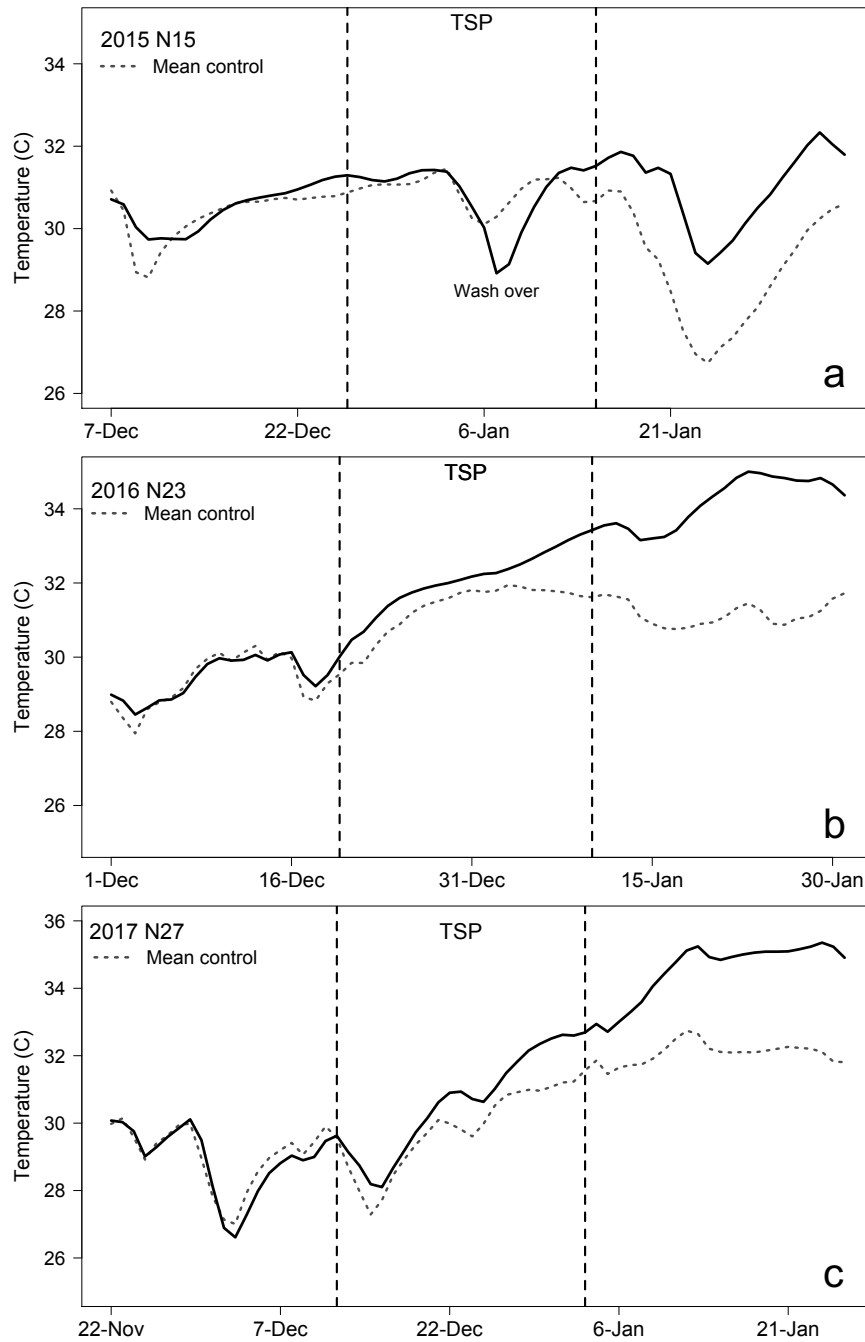 TSP
2015 N15
Mean control
34
32
30
28
26
Temperature (C)
Wash over
a
7-Dec 22-Dec 6-Jan 21-Jan
TSP
2016 N23
Mean control
34
32
30
28
26
Temperature (C)
b
1-Dec 16-Dec 31-Dec 15-Jan 30-Jan
TSP
2017 N27
Mean control
36
34
32
30
28
26
Temperature (C)
c
22-Nov 7-Dec 22-Dec 6-Jan 21-Jan